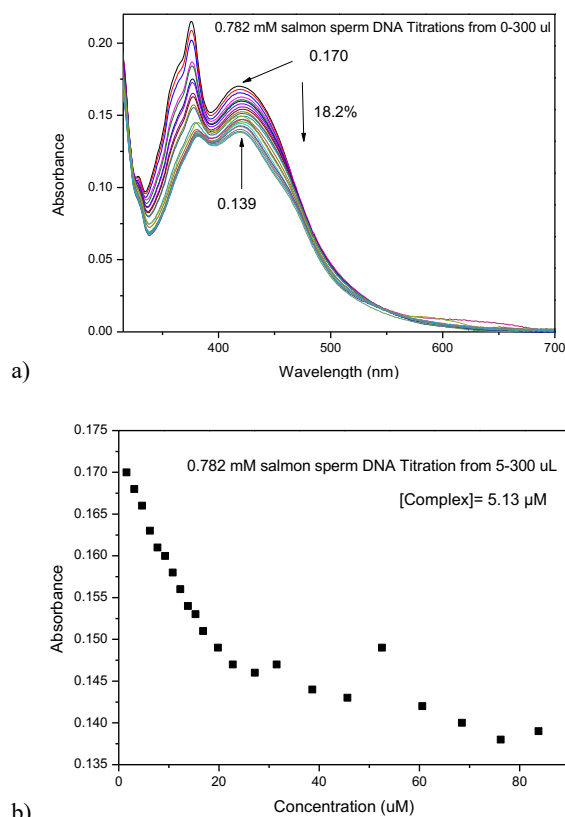 0.782 mM salmon sperm DNA Titrations from 0-300 ul
0.170
18.2%
0.139
0.20
0.15
0.10
0.05
0.00
Absorbance
400
500
600
700
Wavelength (nm)
a)
0.782 mM salmon sperm DNA Titration from 5-300 uL
[Complex]= 5.13 µM
0.175
0.170
0.165
0.160
0.155
0.150
0.145
0.140
0.135
Absorbance
0
20
40
60
80
Concentration (uM)
b)